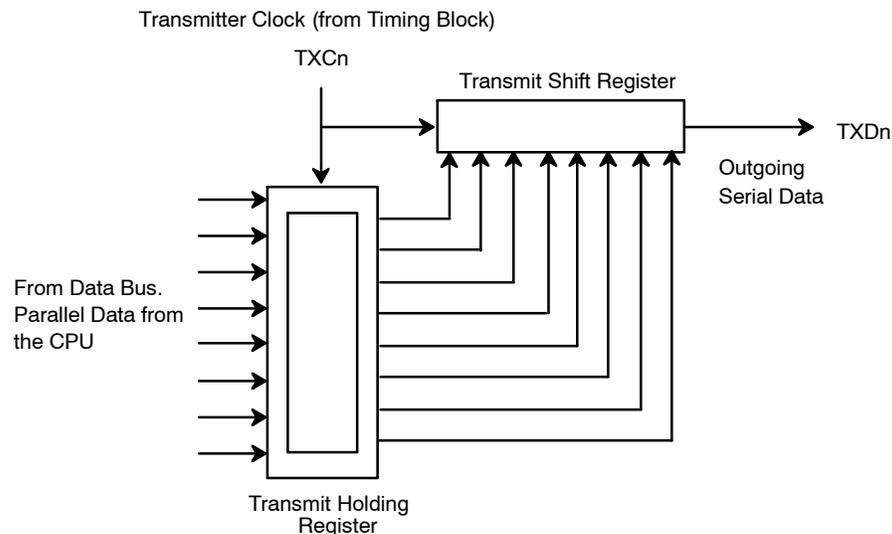 Transmitter Clock (from Timing Block)
TXCn
Transmit Shift Register
TXDn
Outgoing
Serial Data
From Data Bus.
Parallel Data from
the CPU
Transmit Holding
Register